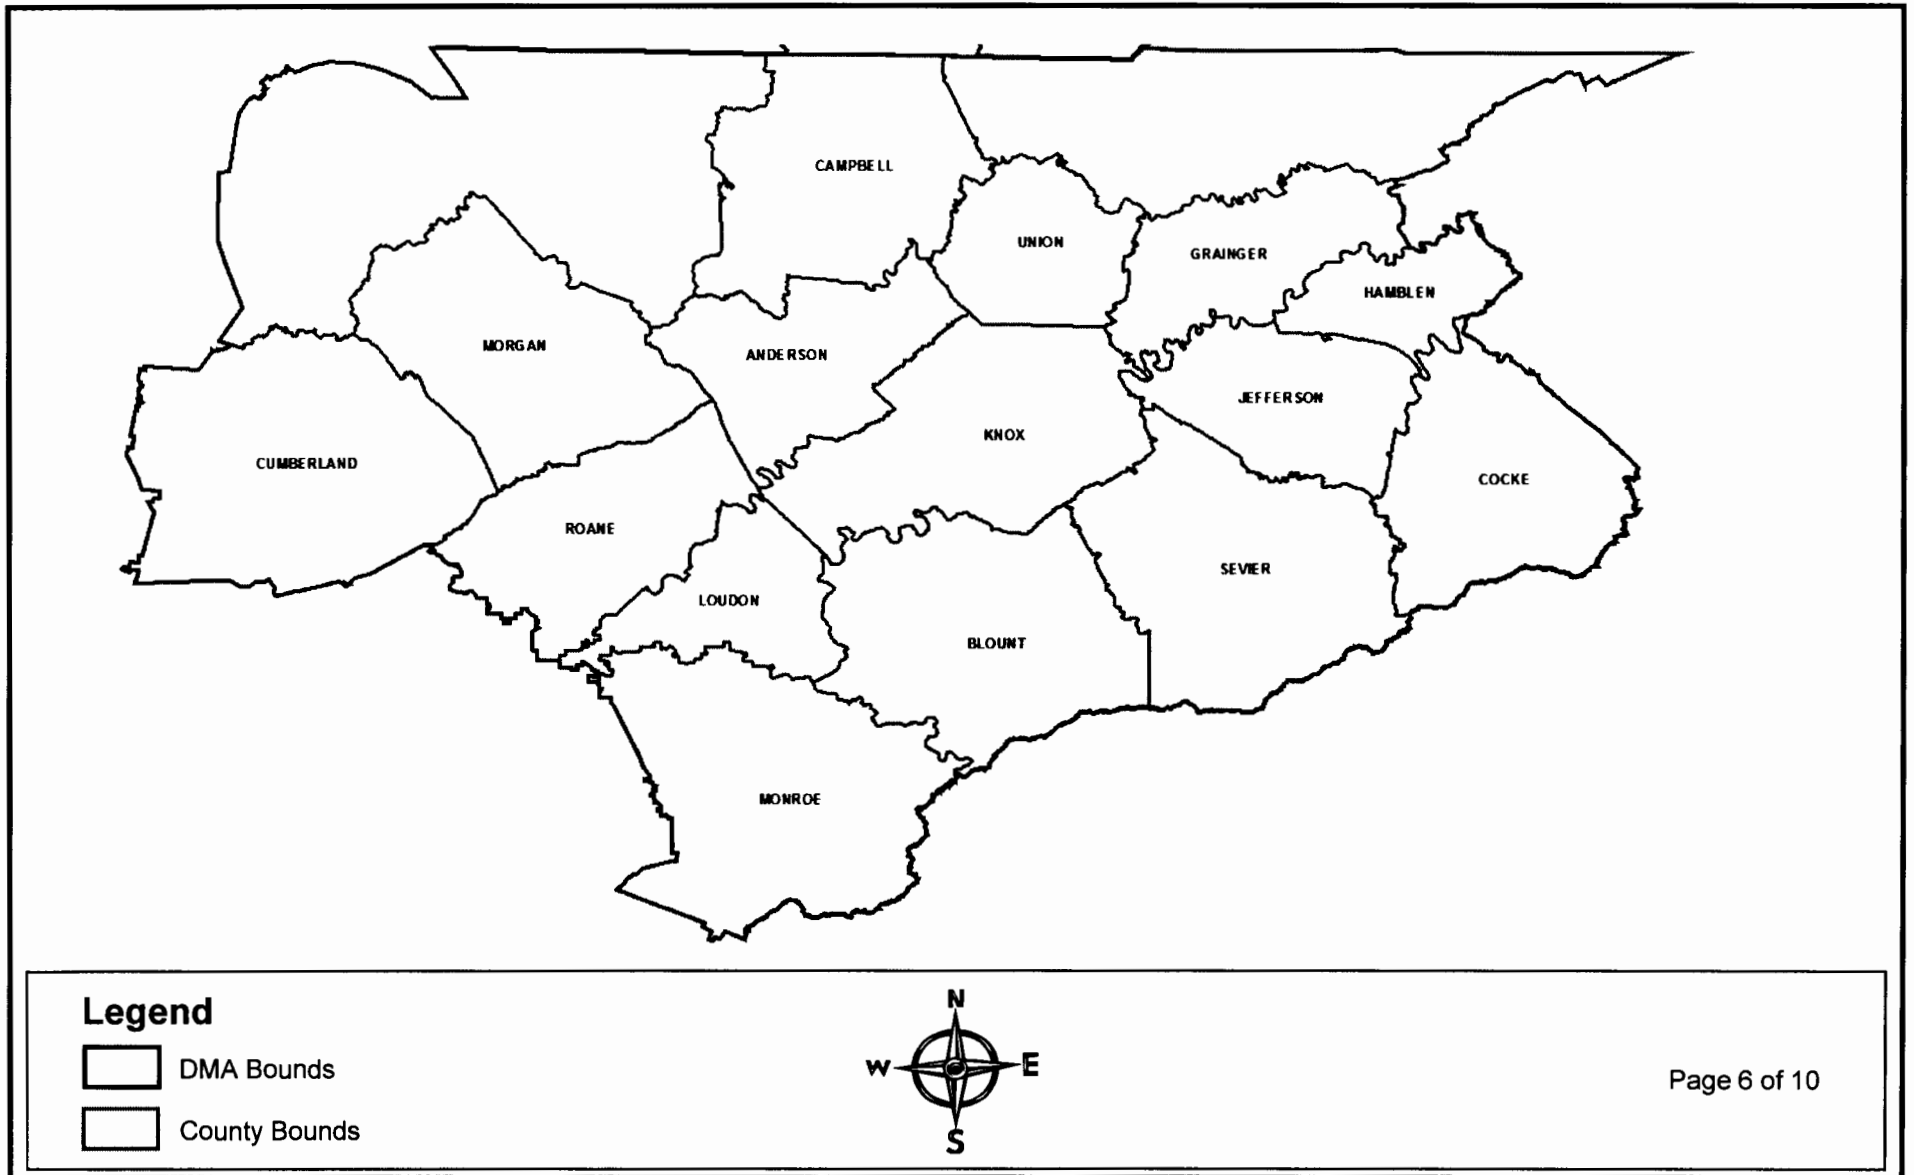 CAMPBELL
UNION
GRAINGER
HAMBLEN
MORGAN
ANDERSON
JEFFERSON
KNOX
CUMBERLAND
COCKE
ROANE
SEVIER
LOUDON
BLOUNT
MONROE
Legend
DMA Bounds
County Bounds
N
W
E
S
Page 6 of 10